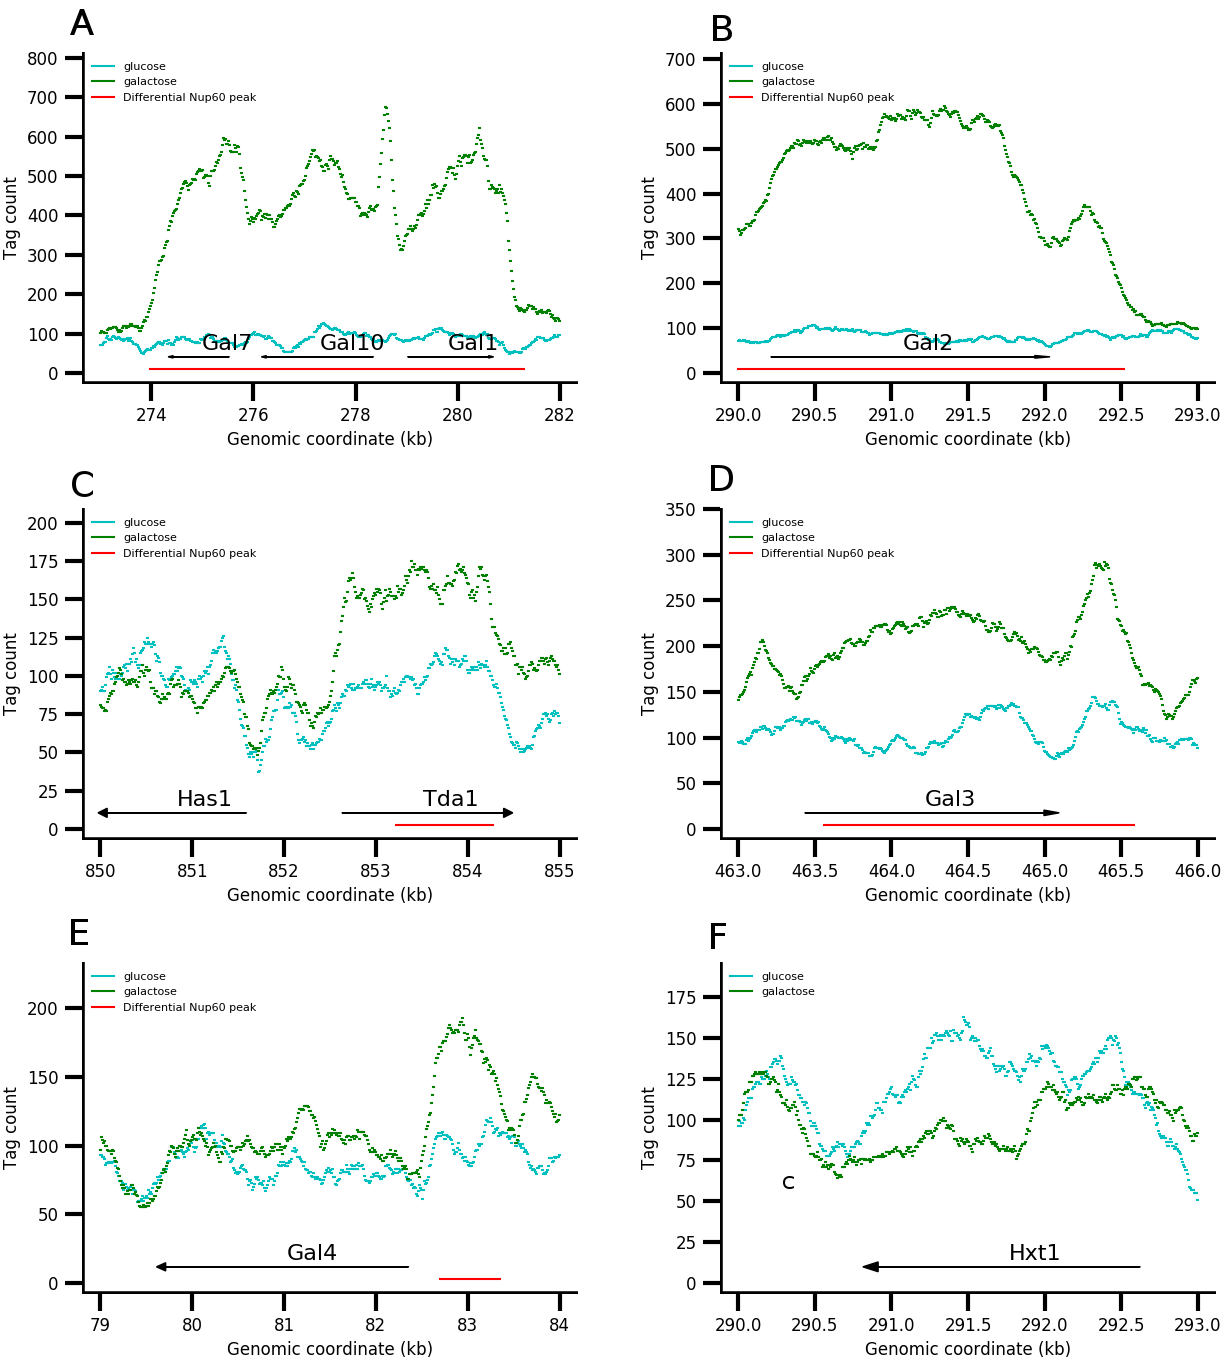 A
glucose
galactose
Differential Nup60 peak
800
700
600
500
400
300
200
100
0
Tag count
Gal7
Gal10
Gal1
274
276
278
280
282
Genomic coordinate (kb)
B
glucose
galactose
Differential Nup60 peak
700
600
500
400
300
200
100
0
Tag count
Gal2
290.0
290.5
291.0
291.5
292.0
292.5
293.0
Genomic coordinate (kb)
C
glucose
galactose
Differential Nup60 peak
200
175
150
125
100
75
50
25
0
Tag count
Has1
Tda1
850
851
852
853
854
855
Genomic coordinate (kb)
D
glucose
galactose
Differential Nup60 peak
350
300
250
200
150
100
50
0
Tag count
Gal3
463.0
463.5
464.0
464.5
465.0
465.5
466.0
Genomic coordinate (kb)
E
glucose
galactose
Differential Nup60 peak
200
150
100
50
0
Tag count
Gal4
79
80
81
82
83
84
Genomic coordinate (kb)
F
glucose
galactose
175
150
125
100
75
50
25
0
Tag count
c
Hxt1
290.0
290.5
291.0
291.5
292.0
292.5
293.0
Genomic coordinate (kb)